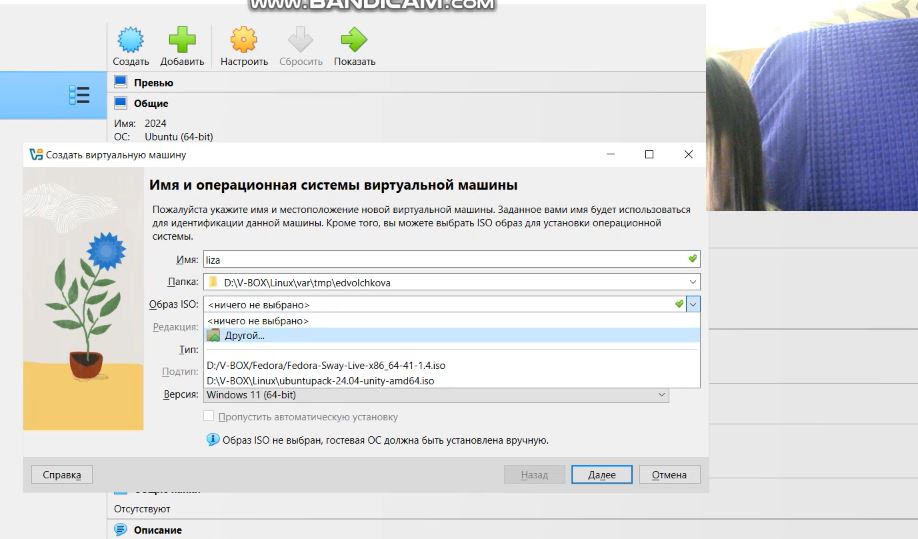 www.BANDICAM.com
Создать
Добавить
Настроить
Сбросить
Показать
Превью
Общие
Имя: 2024
ОС: Ubuntu (64-bit)
Создать виртуальную машину
Имя и операционная системы виртуальной машины
Пожалуйста укажите имя и местоположение новой виртуальной машины. Заданное вами имя будет использоваться
для идентификации данной машины. Кроме того, вы можете выбрать ISO образ для установки операционной
системы.
Имя: liza
Папка: D:\V-BOX\Linux\var\tmp\edvolchkova
Образ ISO: <ничего не выбрано>
<ничего не выбрано>
Редакция:
Другой...
Тип:
D:/V-BOX/Fedora/Fedora-Sway-Live-x86_64-41-1.4.iso
Подтип:
D:\V-BOX\Linux\ubuntupack-24.04-unity-amd64.iso
Версия: Windows 11 (64-bit)
Пропустить автоматическую установку
Образ ISO не выбран, гостевая ОС должна быть установлена вручную.
Справка
Назад
Далее
Отмена
Отсутствуют
Описание